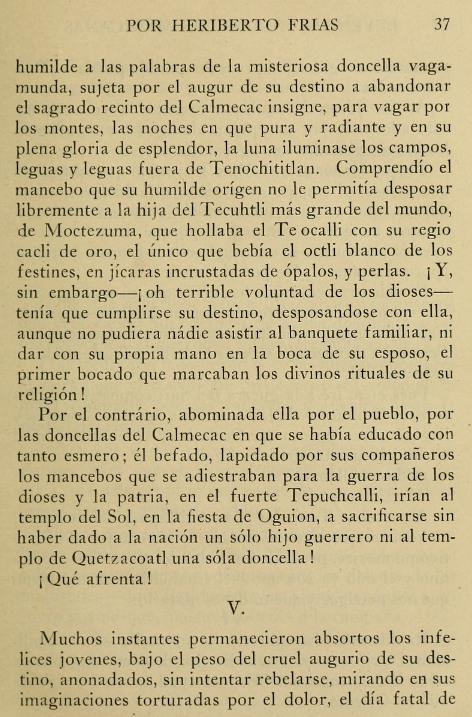 POR HERIBERTO FRIAS 37
humilde a las palabras de la misteriosa doncella vaga-
munda, sujeta por el augur de su destino a abandonar
el sagrado recinto del Calmecac insigne, para vagar por
los montes, las noches en que pura y radiante y en su
plena gloria de esplendor, la luna iluminase los campos,
leguas y leguas fuera de Tenochititlan. Comprendío el
mancebo que su humilde orígen no le permitía desposar
libremente a la hija del Tecuhtli más grande del mundo,
de Moctezuma, que hollaba el Te ocalli con su regio
cacli de oro, el único que bebía el octli blanco de los
festines, en jícaras incrustadas de ópalos, y perlas. ¡Y,
sin embargo—¡oh terrible voluntad de los dioses—
tenía que cumplirse su destino, desposandose con ella,
aunque no pudiera nádie asistir al banquete familiar, ni
dar con su propia mano en la boca de su esposo, el
primer bocado que marcaban los divinos rituales de su
religión!
Por el contrário, abominada ella por el pueblo, por
las doncellas del Calmecac en que se había educado con
tanto esmero; él befado, lapidado por sus compañeros
los mancebos que se adiestraban para la guerra de los
dioses y la patria, en el fuerte Tepuchcalli, irían al
templo del Sol, en la fiesta de Oguion, a sacrificarse sin
haber dado a la nación un sólo hijo guerrero ni al tem-
plo de Quetzacoatl una sóla doncella!
¡Qué afrenta!
V.
Muchos instantes permanecieron absortos los infe-
lices jovenes, bajo el peso del cruel augurio de su des-
tino, anonadados, sin intentar rebelarse, mirando en sus
imaginaciones torturadas por el dolor, el día fatal de